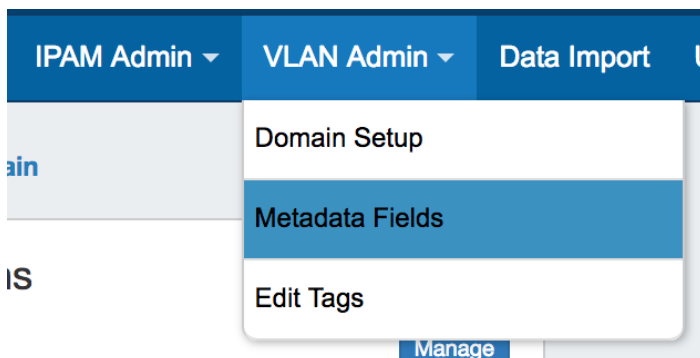 IPAM Admin VLAN Admin Data Import
Domain Setup
Metadata Fields
Edit Tags
Manage